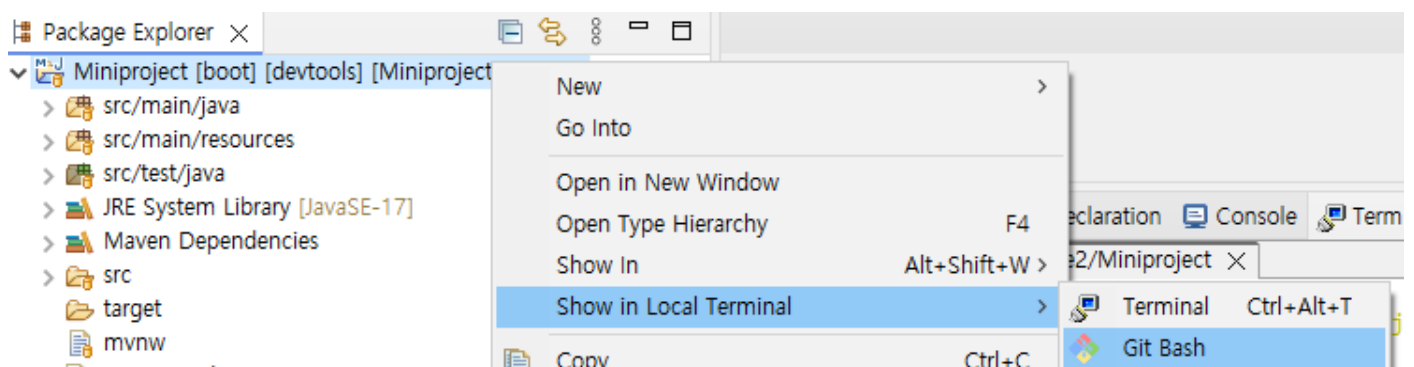 Package Explorer
Miniproject [boot] [devtools] [Miniproject
src/main/java
src/main/resources
src/test/java
JRE System Library [JavaSE-17]
Maven Dependencies
src
target
mvnw
New
Go Into
Open in New Window
Open Type Hierarchy F4
Show In Alt+Shift+W
Show in Local Terminal
Copy Ctrl+C
eclaration Console Term
e2/Miniproject
Terminal Ctrl+Alt+T
Git Bash